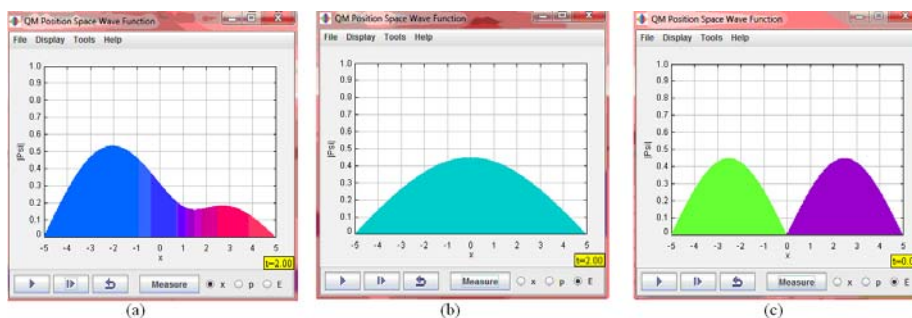 QM Position Space Wave Function
File Display Tools Help
1.0
0.9
0.8
0.7
0.6
0.5
0.4
0.3
0.2
0.1
0
|Psi|
-5 -4 -3 -2 -1 0 1 2 3 4 5
x
t=2.00
Measure x p E
(a)
QM Position Space Wave Function
File Display Tools Help
1.0
0.9
0.8
0.7
0.6
0.5
0.4
0.3
0.2
0.1
0
|Psi|
-5 -4 -3 -2 -1 0 1 2 3 4 5
x
t=2.00
Measure x p E
(b)
QM Position Space Wave Function
File Display Tools Help
1.0
0.9
0.8
0.7
0.6
0.5
0.4
0.3
0.2
0.1
0
|Psi|
-5 -4 -3 -2 -1 0 1 2 3 4 5
x
Measure x p E
(c)